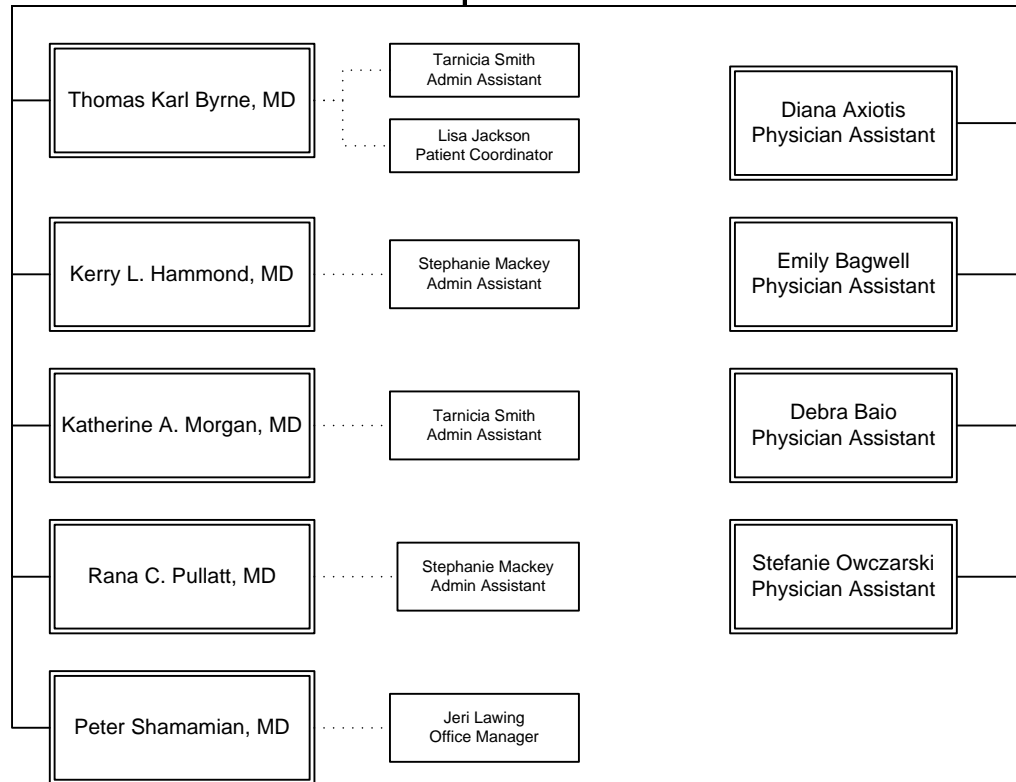 Thomas Karl Byrne, MD
Tarnicia Smith
Admin Assistant
Lisa Jackson
Patient Coordinator
Diana Axiotis
Physician Assistant
Kerry L. Hammond, MD
Stephanie Mackey
Admin Assistant
Emily Bagwell
Physician Assistant
Katherine A. Morgan, MD
Tarnicia Smith
Admin Assistant
Debra Baio
Physician Assistant
Rana C. Pullatt, MD
Stephanie Mackey
Admin Assistant
Stefanie Owczarski
Physician Assistant
Peter Shamamian, MD
Jeri Lawing
Office Manager